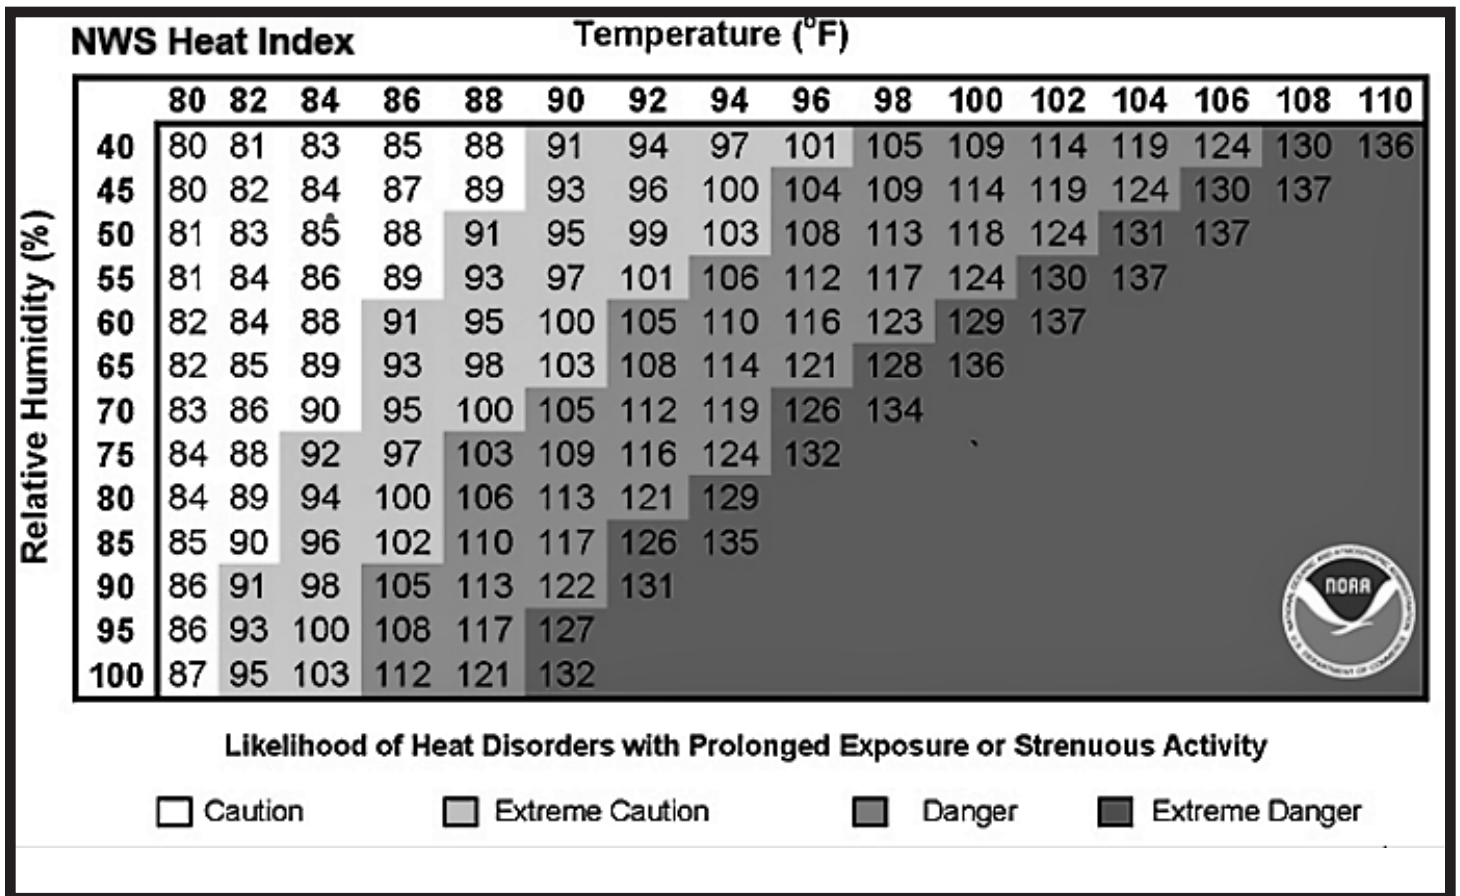 NWS Heat Index
Temperature (°F)
80 82 84 86 88 90 92 94 96 98 100 102 104 106 108 110
Relative Humidity (%)
40 80 81 83 85 88 91 94 97 101 105 109 114 119 124 130 136
45 80 82 84 87 89 93 96 100 104 109 114 119 124 130 137
50 81 83 85 88 91 95 99 103 108 113 118 124 131 137
55 81 84 86 89 93 97 101 106 112 117 124 130 137
60 82 84 88 91 95 100 105 110 116 123 129 137
65 82 85 89 93 98 103 108 114 121 128 136
70 83 86 90 95 100 105 112 119 126 134
75 84 88 92 97 103 109 116 124 132
80 84 89 94 100 106 113 121 129
85 85 90 96 102 110 117 126 135
90 86 91 98 105 113 122 131
95 86 93 100 108 117 127
100 87 95 103 112 121 132
NOAA
NATIONAL OCEANIC AND ATMOSPHERIC ADMINISTRATION
U.S. DEPARTMENT OF COMMERCE
Likelihood of Heat Disorders with Prolonged Exposure or Strenuous Activity
Caution Extreme Caution Danger Extreme Danger